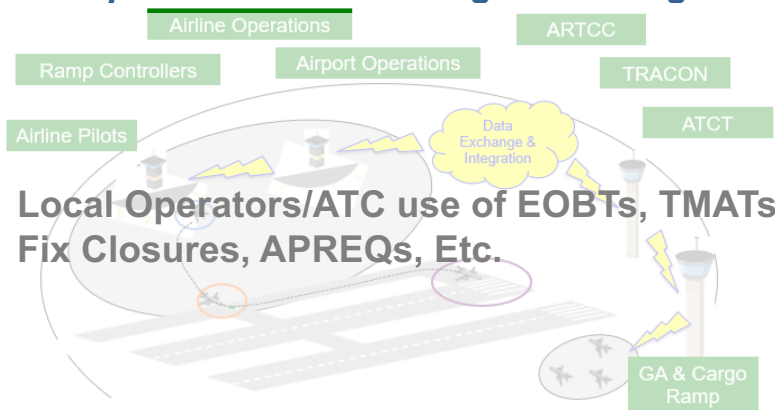 Airline Operations
ARTCC
Ramp Controllers
Airport Operations
TRACON
Airline Pilots
Data
Exchange &
Integration
ATCT
Local Operators/ATC use of EOBTs, TMATs
Fix Closures, APREQs, Etc.
GA & Cargo
Ramp